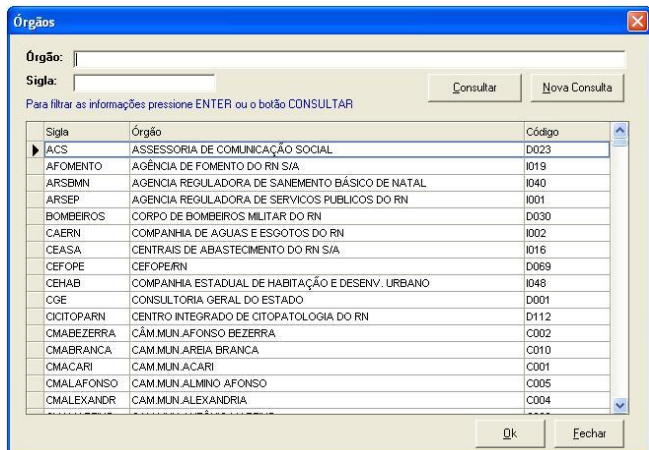 Órgãos
Órgão:
Sigla:
Consultar
Nova Consulta
Para filtrar as informações pressione ENTER ou o botão CONSULTAR
Sigla Órgão Código
ACS ASSESSORIA DE COMUNICAÇÃO SOCIAL D023
AFOMENTO AGÊNCIA DE FOMENTO DO RN S/A I019
ARSBMN AGENCIA REGULADORA DE SANEMENTO BÁSICO DE NATAL I040
ARSEP AGENCIA REGULADORA DE SERVICOS PUBLICOS DO RN I001
BOMBEIROS CORPO DE BOMBEIROS MILITAR DO RN D030
CAERN COMPANHIA DE AGUAS E ESGOTOS DO RN I002
CEASA CENTRAIS DE ABASTECIMENTO DO RN S/A I016
CEFOPE CEFOPE/RN D069
CEHAB COMPANHIA ESTADUAL DE HABITAÇÃO E DESENV. URBANO I048
CGE CONSULTORIA GERAL DO ESTADO D001
CICITOPARN CENTRO INTEGRADO DE CITOPATOLOGIA DO RN D112
CMABEZERRA CÂM.MUN.AFONSO BEZERRA C002
CMABRANCA CAM.MUN.AREIA BRANCA C010
CMACARI CAM.MUN.ACARI C001
CMALAFONSO CAM.MUN.ALMINO AFONSO C005
CMALEXANDR CAM.MUN.ALEXANDRIA C004
Ok
Fechar